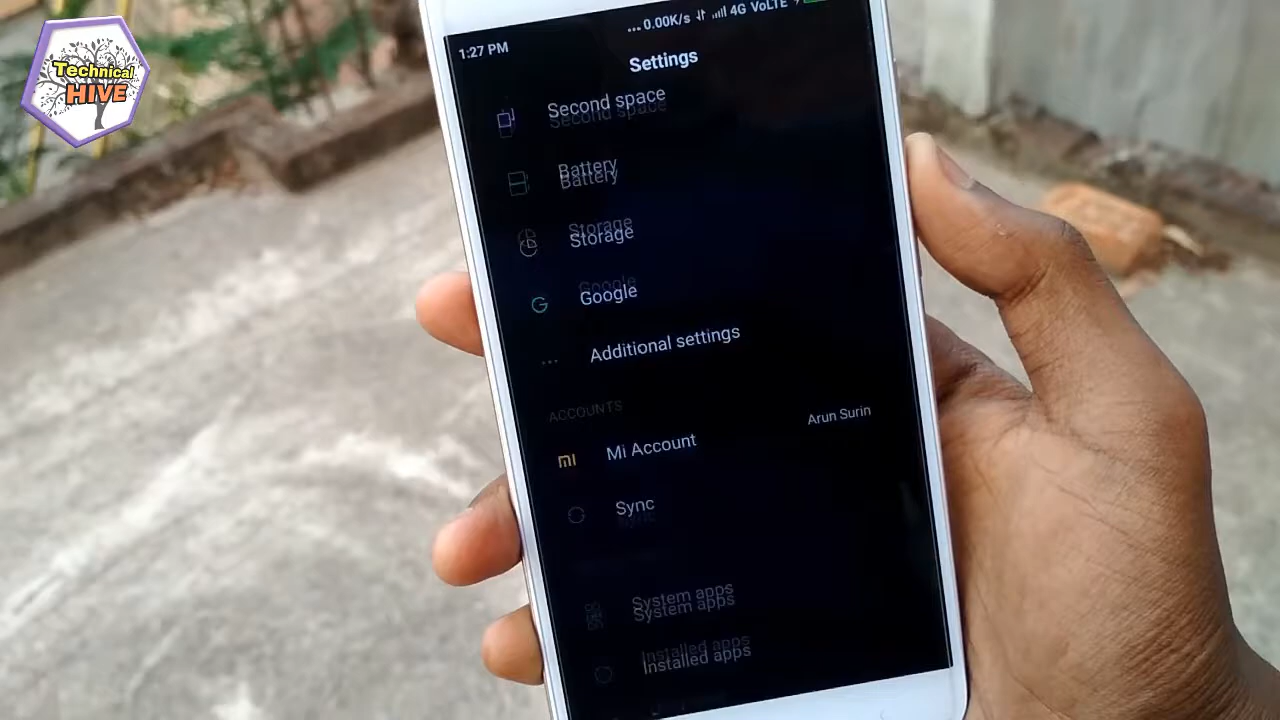 Technical
HIVE
1:27 PM
...0.00K/s 4G VoLTE
Settings
Second space
Battery
Storage
Google
Additional settings
ACCOUNTS
Mi Account Arun Surin
Sync
System apps
Installed apps